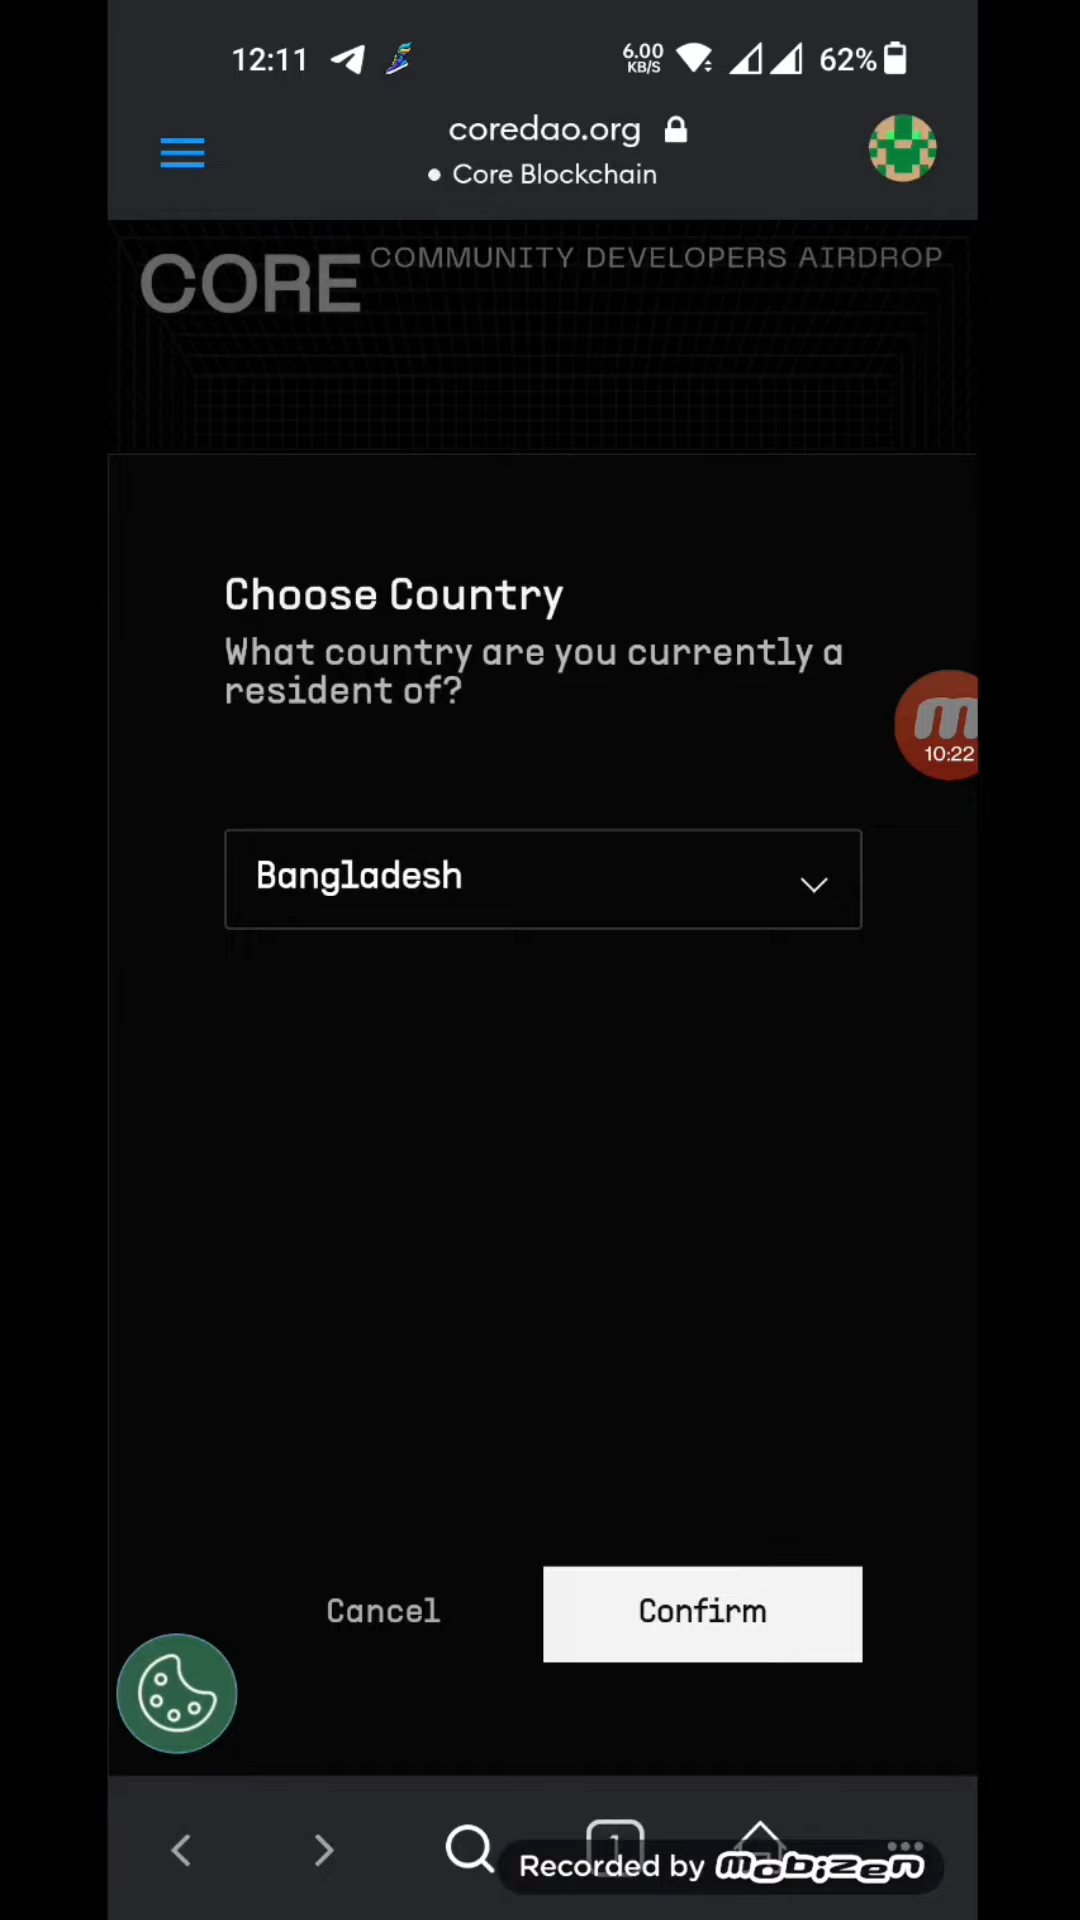 12:11
6.00
KB/S
62%
coredao.org
• Core Blockchain
CORE
COMMUNITY DEVELOPERS AIRDROP
Choose Country
What country are you currently a
resident of?
m
10:22
Bangladesh
Cancel
Confirm
1
Recorded by mobizen